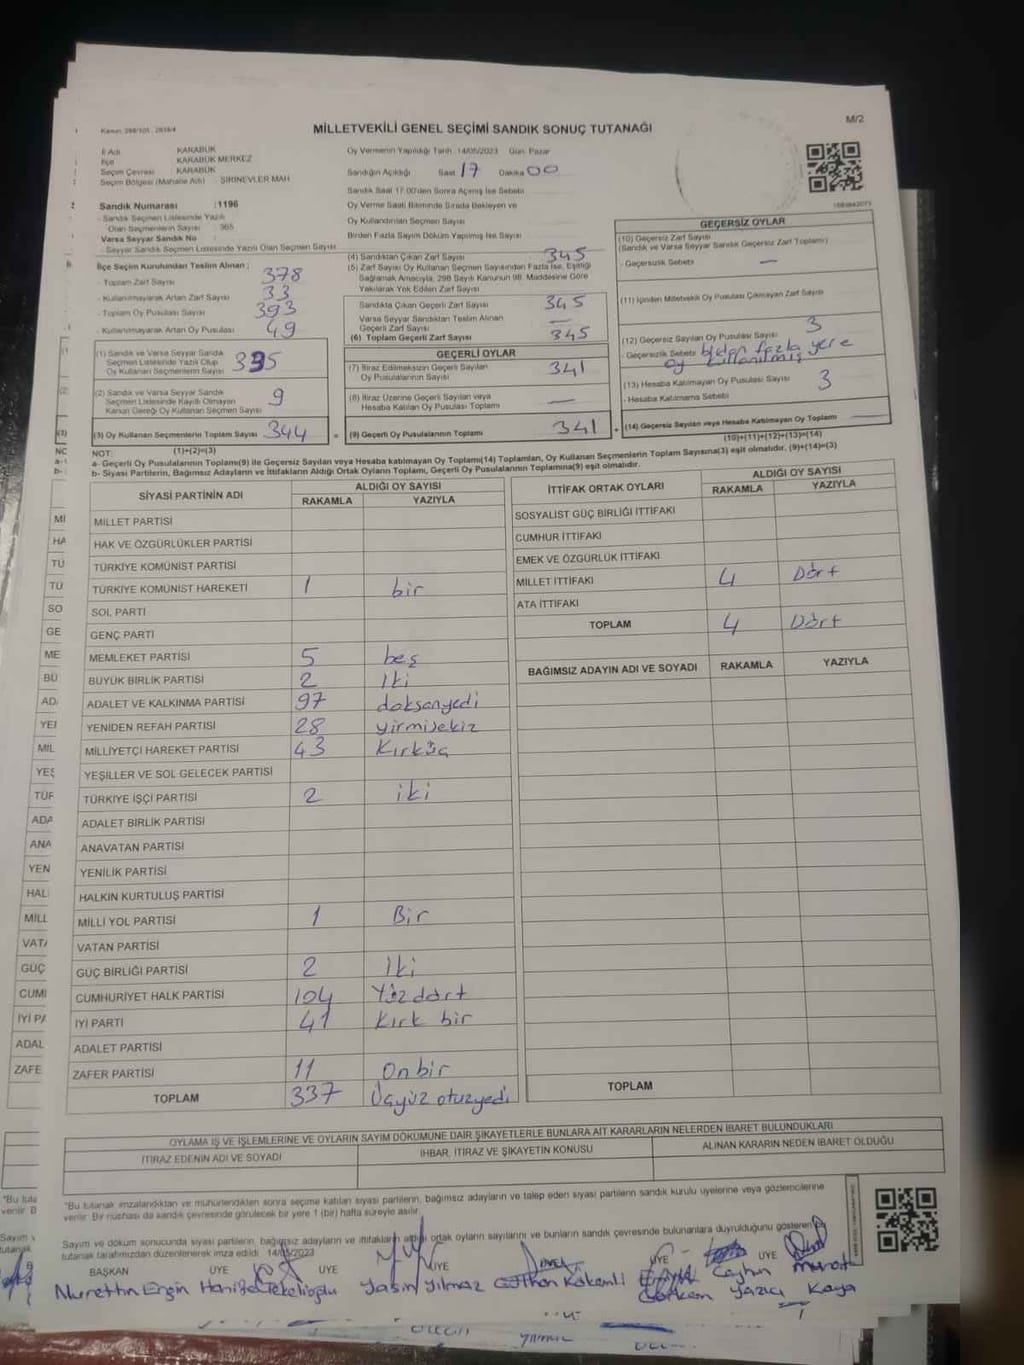 M/2
MİLLETVEKİLİ GENEL SEÇİMİ SANDIK SONUÇ TUTANAĞI
İl Adı KARABÜK
İlçe KARABÜK MERKEZ
Seçim Çevresi KARABÜK
Seçim Bölgesi (Mahalle Adı) ŞİRİNEVLER MAH
Sandık Numarası :1196
- Sandık Seçmen Listesinde Yazılı
Olan Seçmenlerin Sayısı : 365
Varsa Seyyar Sandık No :
- Seyyar Sandık Seçmen Listesinde Yazılı Olan Seçmen Sayısı
Oy Vermenin Yapıldığı Tarih :14/05/2023 Gün: Pazar
Sandığın Açıldığı Saat 17 Dakika 00
Sandık Saat 17:00'den Sonra Açılmış İse Sebebi
Oy Verme Saati Bitiminde Sırada Bekleyen ve
Oy Kullandırılan Seçmen Sayısı
Birden Fazla Sayım Döküm Yapılmış İse Sayısı
İlçe Seçim Kurulundan Teslim Alınan :
- Toplam Zarf Sayısı 378
- Kullanılmayarak Artan Zarf Sayısı 33
- Toplam Oy Pusulası Sayısı 393
- Kullanılmayarak Artan Oy Pusulası 49
(1) Sandık ve Varsa Seyyar Sandık
Seçmen Listesinde Yazılı Olup
Oy Kullanan Seçmenlerin Sayısı 335
(2) Sandık ve Varsa Seyyar Sandık
Seçmen Listesinde Kayıtlı Olmayan
Kanun Gereği Oy Kullanan Seçmen Sayısı 9
(3) Oy Kullanan Seçmenlerin Toplam Sayısı 344
(1)+(2)=(3)
(4) Sandıktan Çıkan Zarf Sayısı 345
(5) Zarf Sayısı Oy Kullanan Seçmen Sayısından Fazla İse, Eşitliği
Sağlamak Amacıyla, 298 Sayılı Kanunun 98. Maddesine Göre
Yakılarak Yok Edilen Zarf Sayısı
Sandıkta Çıkan Geçerli Zarf Sayısı 345
Varsa Seyyar Sandıktan Teslim Alınan
Geçerli Zarf Sayısı —
(6) Toplam Geçerli Zarf Sayısı 345
GEÇERLİ OYLAR
(7) İtiraz Edilmeksizin Geçerli Sayılan
Oy Pusulalarının Sayısı 341
(8) İtiraz Üzerine Geçerli Sayılan veya
Hesaba Katılan Oy Pusulası Toplamı —
= (9) Geçerli Oy Pusulalarının Toplamı 341
GEÇERSİZ OYLAR
(10) Geçersiz Zarf Sayısı
(Sandık ve Varsa Seyyar Sandık Geçersiz Zarf Toplamı)
- Geçersizlik Sebebi —
(11) İçinden Milletvekili Oy Pusulası Çıkmayan Zarf Sayısı
(12) Geçersiz Sayılan Oy Pusulası Sayısı 3
- Geçersizlik Sebebi birden fazla yere
oy kullanılmış
(13) Hesaba Katılmayan Oy Pusulası Sayısı 3
- Hesaba Katılmama Sebebi
+ (14) Geçersiz Sayılan veya Hesaba Katılmayan Oy Toplamı
(10)+(11)+(12)+(13)=(14)
NOT:
a- Geçerli Oy Pusulalarının Toplamı(9) ile Geçersiz Sayılan veya Hesaba katılmayan Oy Toplamı(14) Toplamları, Oy Kullanan Seçmenlerin Toplam Sayısına(3) eşit olmalıdır. (9)+(14)=(3)
b- Siyasi Partilerin, Bağımsız Adayların ve İttifakların Aldığı Ortak Oyların Toplamı, Geçerli Oy Pusulalarının Toplamına(9) eşit olmalıdır.
SİYASİ PARTİNİN ADI ALDIĞI OY SAYISI
RAKAMLA YAZIYLA
MİLLET PARTİSİ
HAK VE ÖZGÜRLÜKLER PARTİSİ
TÜRKİYE KOMÜNİST PARTİSİ
TÜRKİYE KOMÜNİST HAREKETİ 1 bir
SOL PARTİ
GENÇ PARTİ
MEMLEKET PARTİSİ 5 beş
BÜYÜK BİRLİK PARTİSİ 2 iki
ADALET VE KALKINMA PARTİSİ 97 doksanyedi
YENİDEN REFAH PARTİSİ 28 yirmisekiz
MİLLİYETÇİ HAREKET PARTİSİ 43 Kırküç
YEŞİLLER VE SOL GELECEK PARTİSİ
TÜRKİYE İŞÇİ PARTİSİ 2 iki
ADALET BİRLİK PARTİSİ
ANAVATAN PARTİSİ
YENİLİK PARTİSİ
HALKIN KURTULUŞ PARTİSİ
MİLLİ YOL PARTİSİ 1 Bir
VATAN PARTİSİ
GÜÇ BİRLİĞİ PARTİSİ 2 İki
CUMHURİYET HALK PARTİSİ 104 Yüzdört
İYİ PARTİ 41 Kırk bir
ADALET PARTİSİ
ZAFER PARTİSİ 11 Onbir
TOPLAM 337 Üçyüz otuzyedi
İTTİFAK ORTAK OYLARI ALDIĞI OY SAYISI
RAKAMLA YAZIYLA
SOSYALİST GÜÇ BİRLİĞİ İTTİFAKI
CUMHUR İTTİFAKI
EMEK VE ÖZGÜRLÜK İTTİFAKI
MİLLET İTTİFAKI 4 Dört
ATA İTTİFAKI
TOPLAM 4 Dört
BAĞIMSIZ ADAYIN ADI VE SOYADI RAKAMLA YAZIYLA
TOPLAM
OYLAMA İŞ VE İŞLEMLERİNE VE OYLARIN SAYIM DÖKÜMÜNE DAİR ŞİKAYETLERLE BUNLARA AİT KARARLARIN NELERDEN İBARET BULUNDUKLARI
İTİRAZ EDENİN ADI VE SOYADI İHBAR, İTİRAZ VE ŞİKAYETİN KONUSU ALINAN KARARIN NEDEN İBARET OLDUĞU
"Bu tutanak imzalandıktan ve mühürlendikten sonra seçime katılan siyasi partilerin, bağımsız adayların ve talep eden siyasi partilerin sandık kurulu üyelerine veya gözlemcilerine
verilir. Bir nüshası da sandık çevresinde görülecek bir yere 1 (bir) hafta süreyle asılır.
Sayım ve döküm sonucunda siyasi partilerin, bağımsız adayların ve ittifakların aldığı ortak oyların sayılarını ve bunların sandık çevresinde bulunanlara duyurulduğunu gösteren
tutanak tarafımızdan düzenlenerek imza edildi. 14/05/2023
BAŞKAN ÜYE ÜYE ÜYE ÜYE ÜYE
Nurettin Ergin Hanife Tekelioğlu Yasin Yılmaz Kökemli Yazıcı Murat Kaya